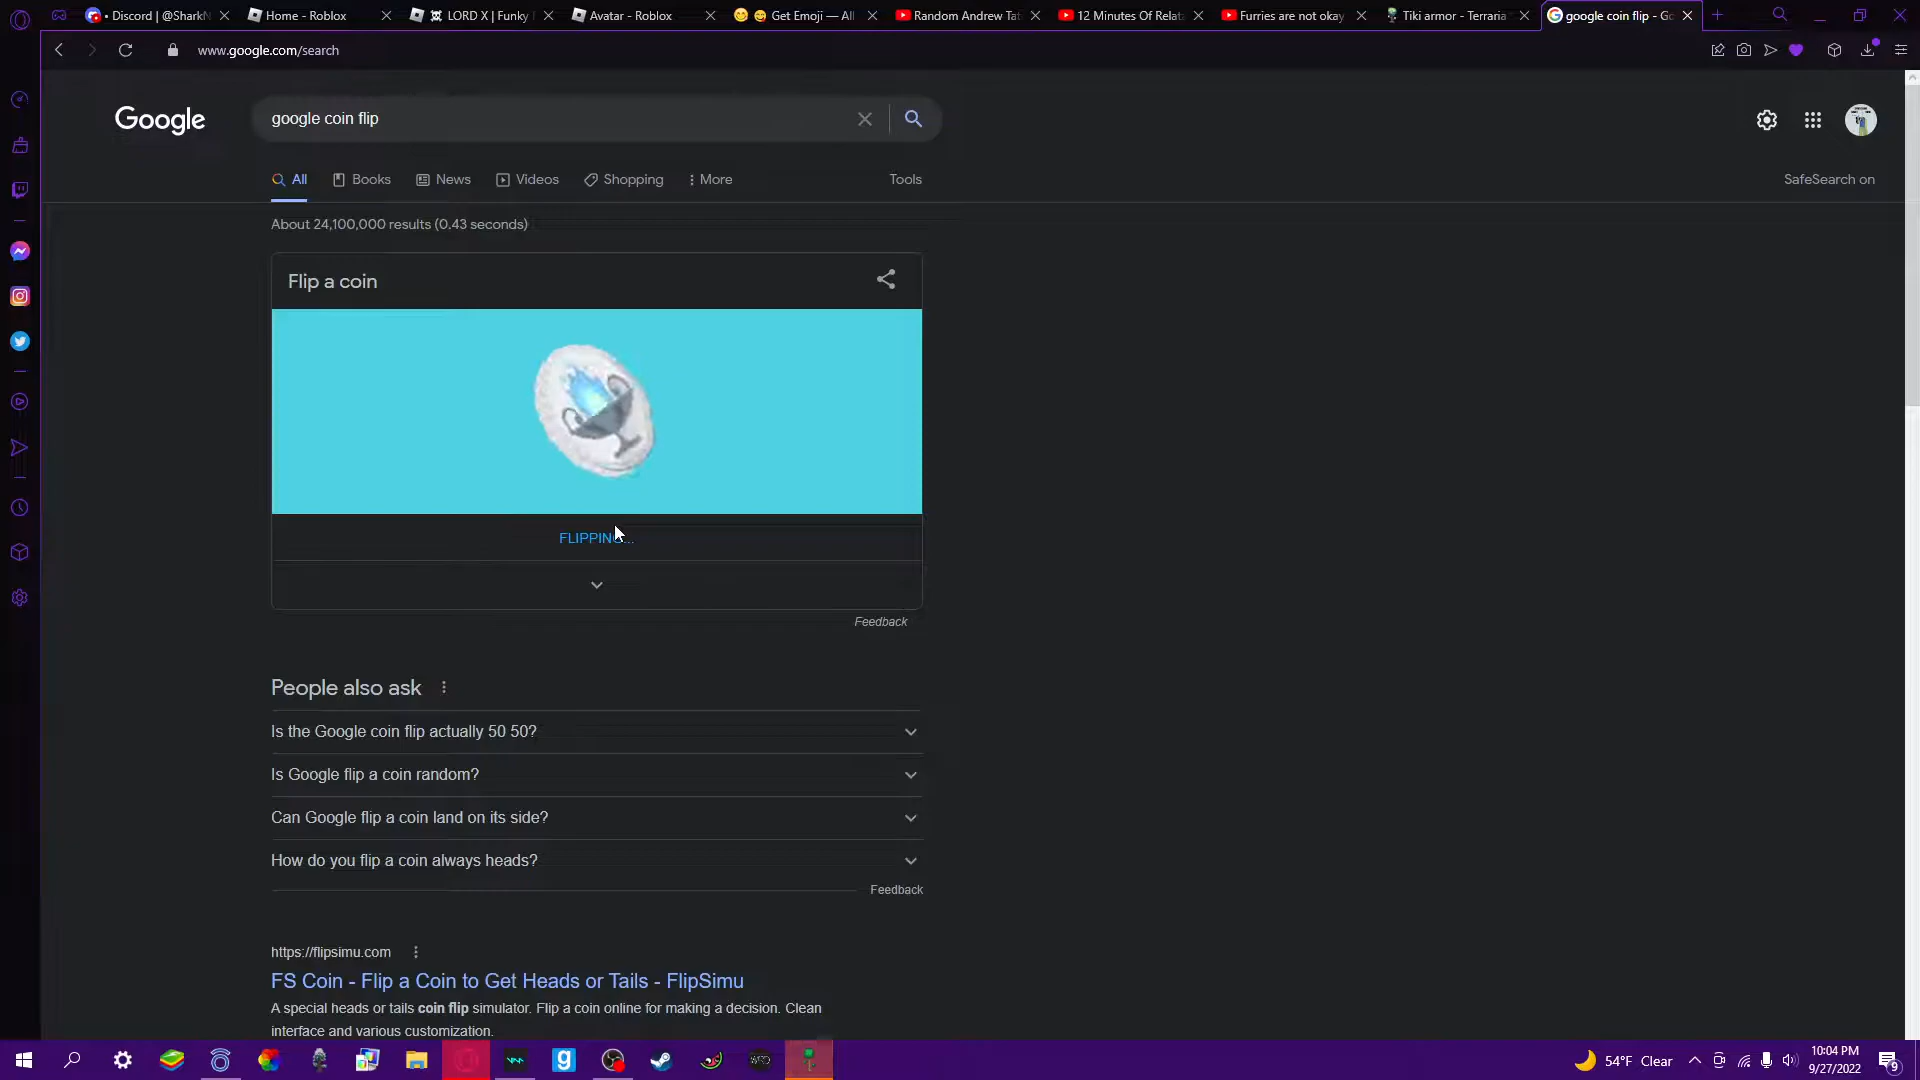 • Discord | @SharkN
Home - Roblox
LORD X | Funky
Avatar - Roblox
Get Emoji — All
Random Andrew Tat
12 Minutes Of Relata
Furries are not okay
Tiki armor - Terraria
google coin flip - Go
www.google.com/search
Google
google coin flip
All
Books
News
Videos
Shopping
More
Tools
SafeSearch on
About 24,100,000 results (0.43 seconds)
Flip a coin
FLIPPING...
Feedback
People also ask
Is the Google coin flip actually 50 50?
Is Google flip a coin random?
Can Google flip a coin land on its side?
How do you flip a coin always heads?
Feedback
https://flipsimu.com
FS Coin - Flip a Coin to Get Heads or Tails - FlipSimu
A special heads or tails coin flip simulator. Flip a coin online for making a decision. Clean
interface and various customization.
54°F Clear
10:04 PM
9/27/2022
9